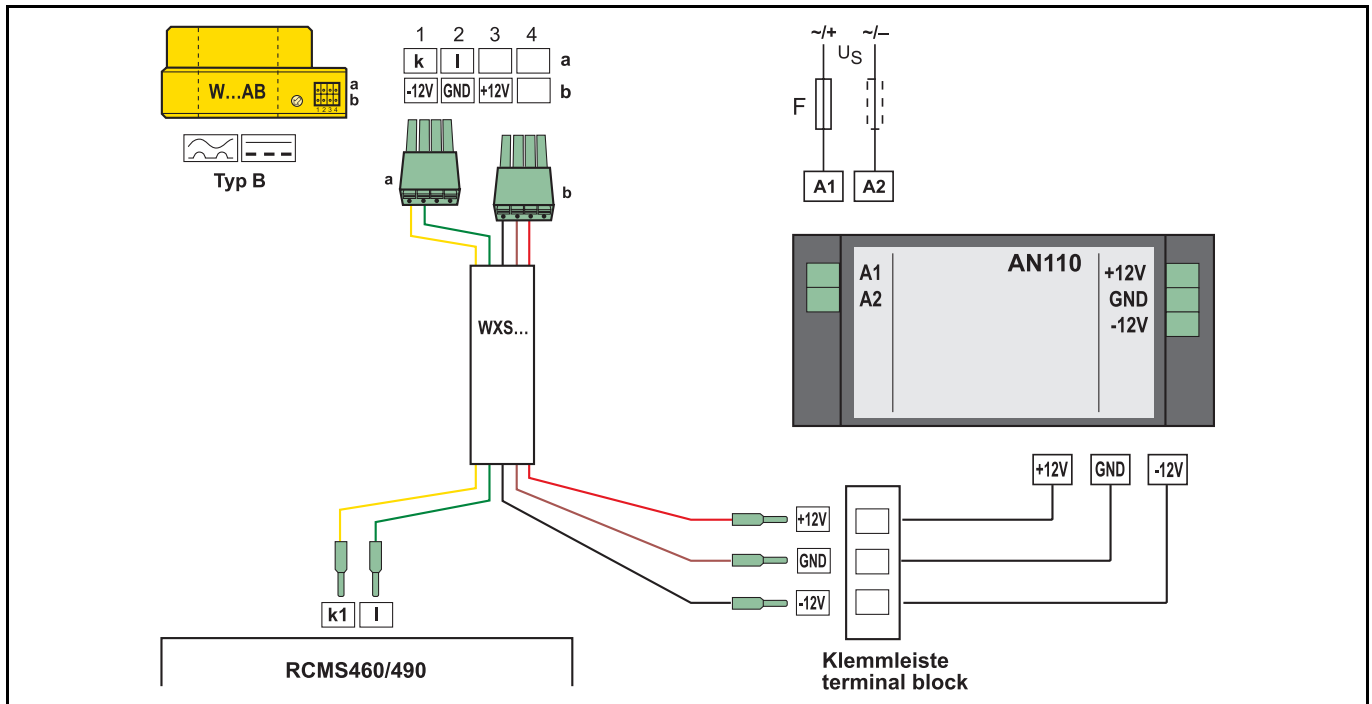 1 2 3 4
k l a
-12V GND +12V b
W...AB
a
b
1 2 3 4
Typ B
a
b
WXS...
k1 l
RCMS460/490
~/+ ~/–
US
F
A1 A2
AN110
A1
A2
+12V
GND
-12V
+12V GND -12V
+12V
GND
-12V
Klemmleiste
terminal block